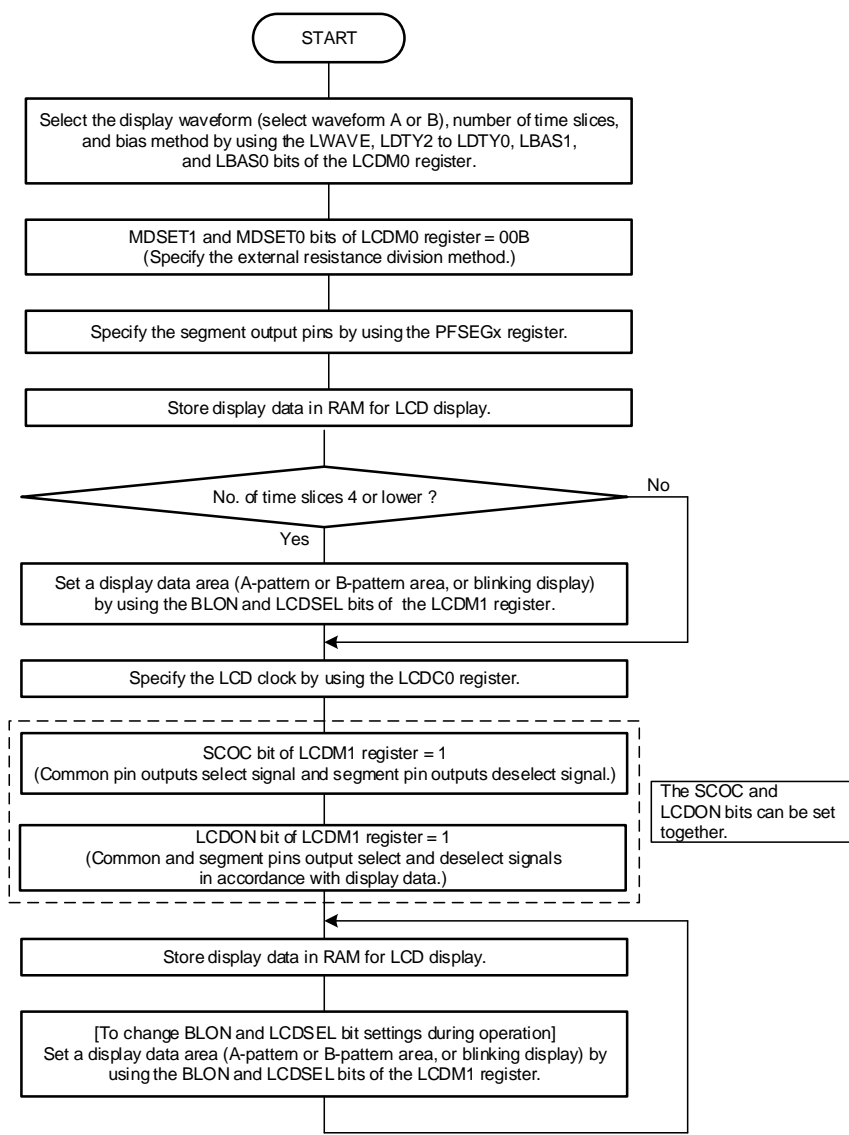 START
Select the display waveform (select waveform A or B), number of time slices,
and bias method by using the LWAVE, LDTY2 to LDTY0, LBAS1,
and LBAS0 bits of the LCDM0 register.
MDSET1 and MDSET0 bits of LCDM0 register = 00B
(Specify the external resistance division method.)
Specify the segment output pins by using the PFSEGx register.
Store display data in RAM for LCD display.
No. of time slices 4 or lower ?
No
Yes
Set a display data area (A-pattern or B-pattern area, or blinking display)
by using the BLON and LCDSEL bits of the LCDM1 register.
Specify the LCD clock by using the LCDC0 register.
SCOC bit of LCDM1 register = 1
(Common pin outputs select signal and segment pin outputs deselect signal.)
The SCOC and
LCDON bits can be set
together.
LCDON bit of LCDM1 register = 1
(Common and segment pins output select and deselect signals
in accordance with display data.)
Store display data in RAM for LCD display.
[To change BLON and LCDSEL bit settings during operation]
Set a display data area (A-pattern or B-pattern area, or blinking display) by
using the BLON and LCDSEL bits of the LCDM1 register.